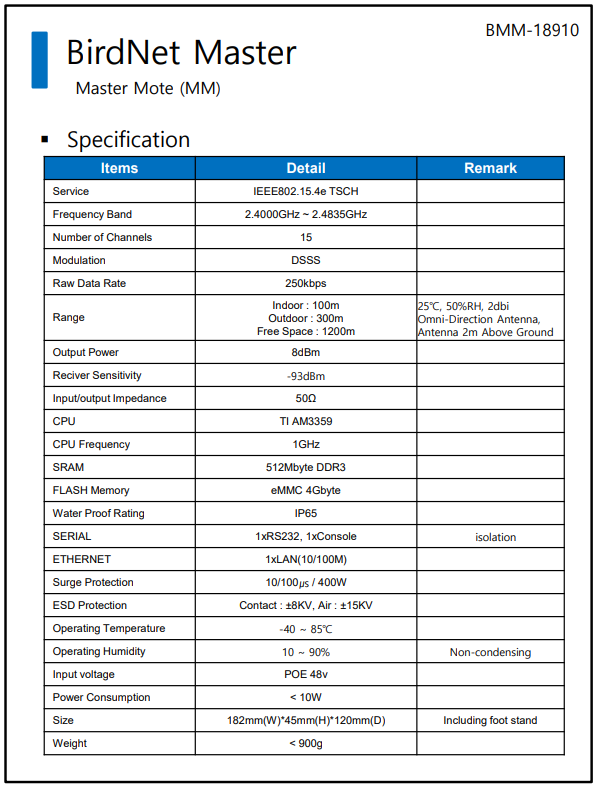 BMM-18910
BirdNet Master
Master Mote (MM)
▪ Specification
Items Detail Remark
Service IEEE802.15.4e TSCH
Frequency Band 2.4000GHz ~ 2.4835GHz
Number of Channels 15
Modulation DSSS
Raw Data Rate 250kbps
Range Indoor : 100m 25℃, 50%RH, 2dbi
Outdoor : 300m Omni-Direction Antenna,
Free Space : 1200m Antenna 2m Above Ground
Output Power 8dBm
Reciver Sensitivity -93dBm
Input/output Impedance 50Ω
CPU TI AM3359
CPU Frequency 1GHz
SRAM 512Mbyte DDR3
FLASH Memory eMMC 4Gbyte
Water Proof Rating IP65
SERIAL 1xRS232, 1xConsole isolation
ETHERNET 1xLAN(10/100M)
Surge Protection 10/100㎲ / 400W
ESD Protection Contact : ±8KV, Air : ±15KV
Operating Temperature -40 ~ 85℃
Operating Humidity 10 ~ 90% Non-condensing
Input voltage POE 48v
Power Consumption < 10W
Size 182mm(W)*45mm(H)*120mm(D) Including foot stand
Weight < 900g